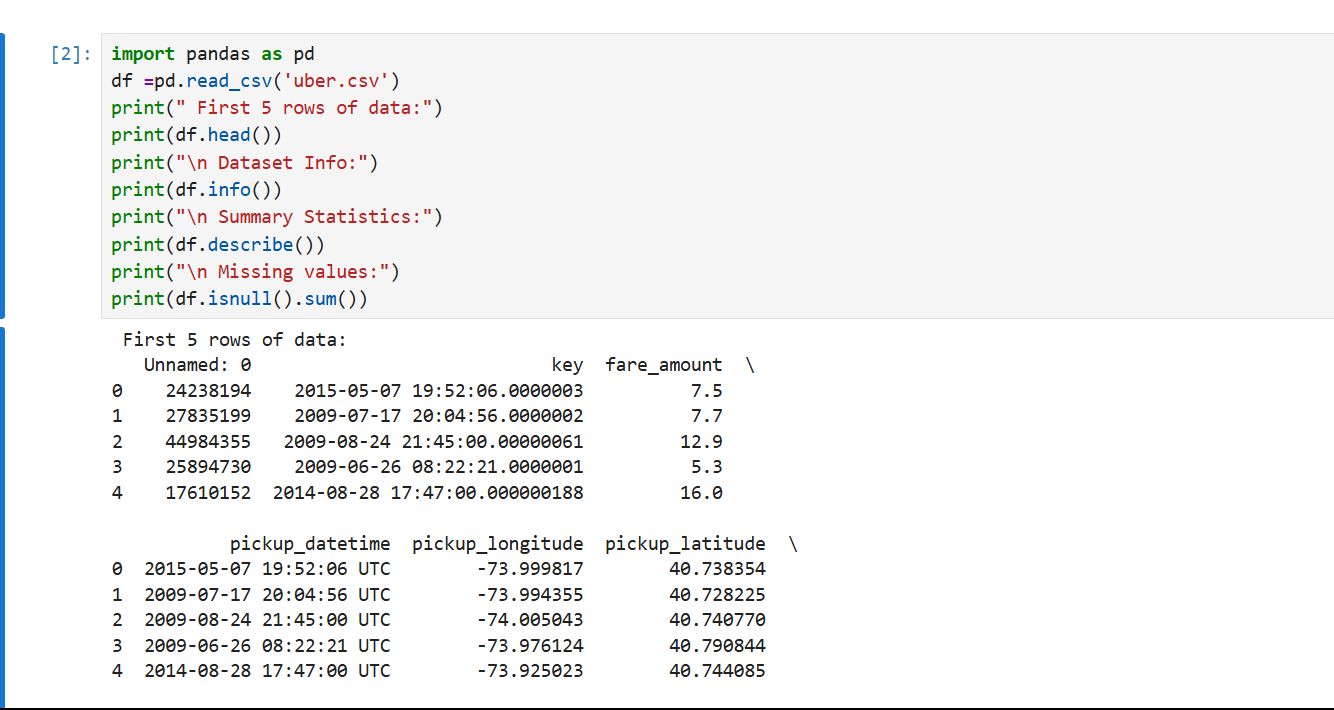 [2]: import pandas as pd
df =pd.read_csv('uber.csv')
print(" First 5 rows of data:")
print(df.head())
print("\n Dataset Info:")
print(df.info())
print("\n Summary Statistics:")
print(df.describe())
print("\n Missing values:")
print(df.isnull().sum())
First 5 rows of data:
Unnamed: 0 key fare_amount \
0 24238194 2015-05-07 19:52:06.0000003 7.5
1 27835199 2009-07-17 20:04:56.0000002 7.7
2 44984355 2009-08-24 21:45:00.00000061 12.9
3 25894730 2009-06-26 08:22:21.0000001 5.3
4 17610152 2014-08-28 17:47:00.000000188 16.0
pickup_datetime pickup_longitude pickup_latitude \
0 2015-05-07 19:52:06 UTC -73.999817 40.738354
1 2009-07-17 20:04:56 UTC -73.994355 40.728225
2 2009-08-24 21:45:00 UTC -74.005043 40.740770
3 2009-06-26 08:22:21 UTC -73.976124 40.790844
4 2014-08-28 17:47:00 UTC -73.925023 40.744085